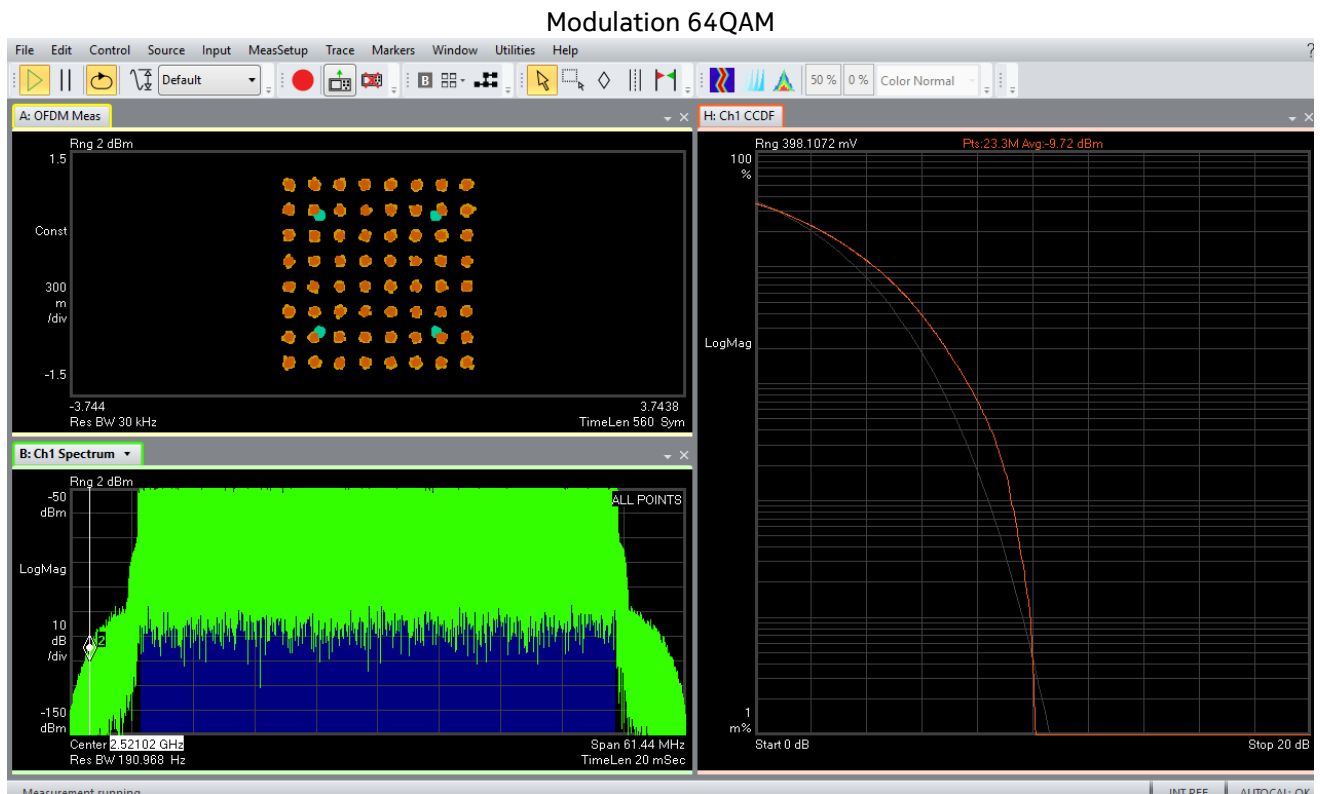 Modulation 64QAM
File Edit Control Source Input MeasSetup Trace Markers Window Utilities Help ?
Default B 50 % 0 % Color Normal
A: OFDM Meas
Rng 2 dBm
1.5
Const
300
m
/div
-1.5
-3.744 3.7438
Res BW 30 kHz TimeLen 560 Sym
B: Ch1 Spectrum
Rng 2 dBm
-50
dBm
ALL POINTS
LogMag
10
dB
/div
2
-150
dBm
Center 2.52102 GHz Span 61.44 MHz
Res BW 190.968 Hz TimeLen 20 mSec
H: Ch1 CCDF
Rng 398.1072 mV Pts:23.3M Avg:-9.72 dBm
100
%
LogMag
1
m%
Start 0 dB Stop 20 dB
Measurement running INT REF AUTOCAL: OK